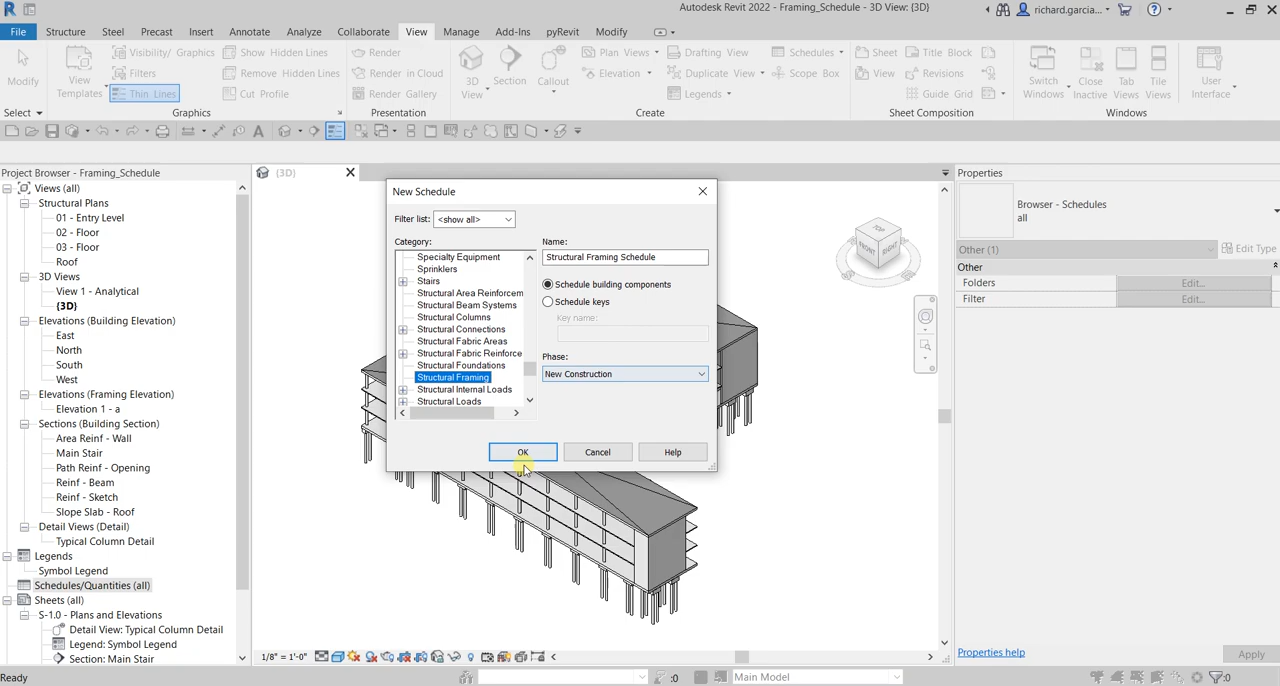 Autodesk Revit 2022 - Framing_Schedule - 3D View: {3D}
richard.garcia...
File Structure Steel Precast Insert Annotate Analyze Collaborate View Manage Add-Ins pyRevit Modify
Modify
View Templates
Visibility/ Graphics
Filters
Thin Lines
Show Hidden Lines
Remove Hidden Lines
Cut Profile
Render
Render in Cloud
Render Gallery
3D View
Section
Callout
Plan Views
Elevation
Drafting View
Duplicate View
Legends
Schedules
Scope Box
Sheet
View
Title Block
Revisions
Guide Grid
Switch Windows
Close Inactive
Tab Views
Tile Views
User Interface
Select Graphics Presentation Create Sheet Composition Windows
Project Browser - Framing_Schedule
Views (all)
Structural Plans
01 - Entry Level
02 - Floor
03 - Floor
Roof
3D Views
View 1 - Analytical
{3D}
Elevations (Building Elevation)
East
North
South
West
Elevations (Framing Elevation)
Elevation 1 - a
Sections (Building Section)
Area Reinf - Wall
Main Stair
Path Reinf - Opening
Reinf - Beam
Reinf - Sketch
Slope Slab - Roof
Detail Views (Detail)
Typical Column Detail
Legends
Symbol Legend
Schedules/Quantities (all)
Sheets (all)
S-1.0 - Plans and Elevations
Detail View: Typical Column Detail
Legend: Symbol Legend
Section: Main Stair
{3D}
New Schedule
Filter list: <show all>
Category:
Specialty Equipment
Sprinklers
Stairs
Structural Area Reinforcem
Structural Beam Systems
Structural Columns
Structural Connections
Structural Fabric Areas
Structural Fabric Reinforce
Structural Foundations
Structural Framing
Structural Internal Loads
Structural Loads
Name:
Structural Framing Schedule
Schedule building components
Schedule keys
Key name:
Phase:
New Construction
OK Cancel Help
TOP
FRONT
RIGHT
1/8" = 1'-0"
Properties
Browser - Schedules
all
Other (1) Edit Type
Other
Folders Edit...
Filter Edit...
Properties help Apply
Ready :0 Main Model :0